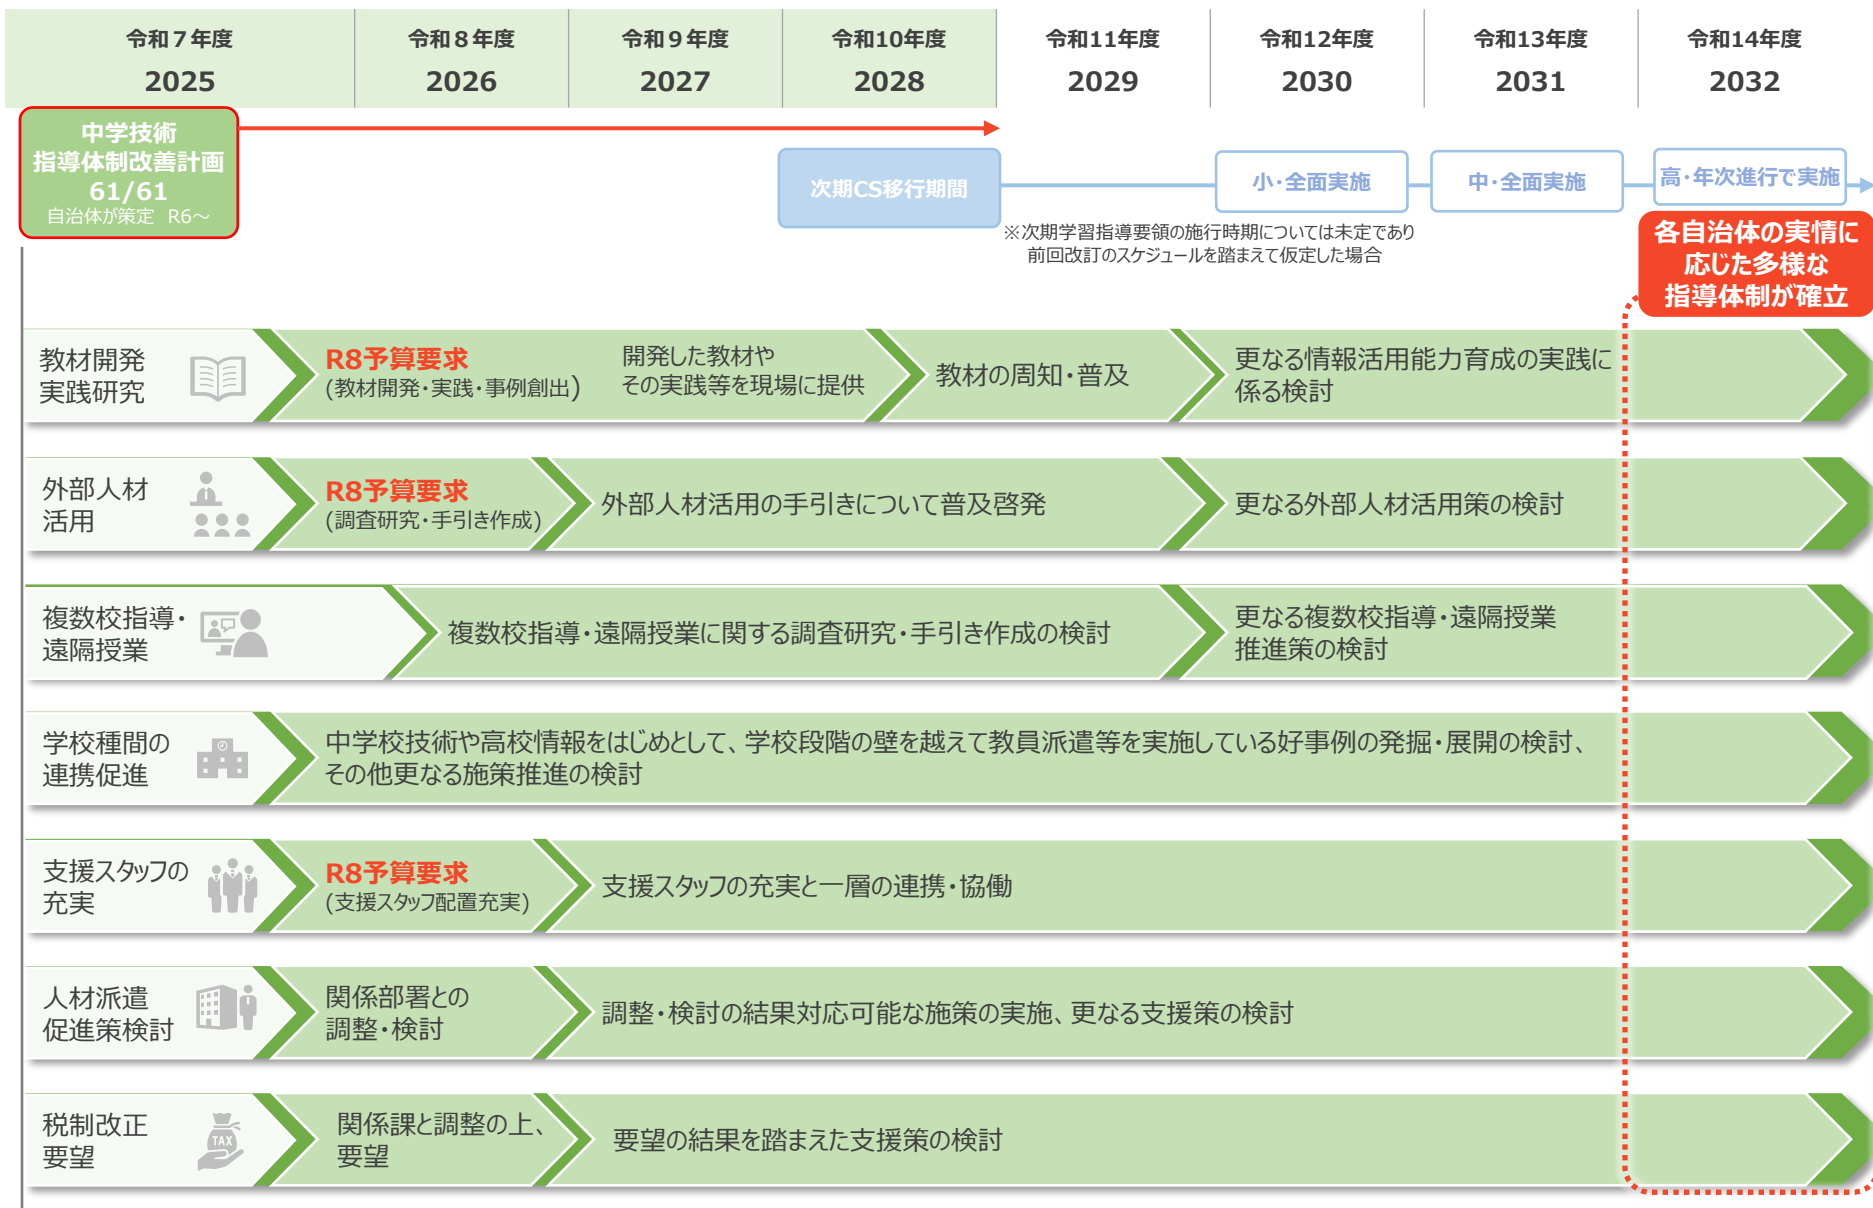 令和７年度
2025
令和８年度
2026
令和９年度
2027
令和10年度
2028
令和11年度
2029
令和12年度
2030
令和13年度
2031
令和14年度
2032
中学技術
指導体制改善計画
61/61
自治体が策定　R6～
次期CS移行期間
小・全面実施
中・全面実施
高・年次進行で実施
※次期学習指導要領の施行時期については未定であり
前回改訂のスケジュールを踏まえて仮定した場合
各自治体の実情に
応じた多様な
指導体制が確立
教材開発
実践研究
R8予算要求
(教材開発・実践・事例創出)
開発した教材や
その実践等を現場に提供
教材の周知・普及
更なる情報活用能力育成の実践に
係る検討
外部人材
活用
R8予算要求
(調査研究・手引き作成)
外部人材活用の手引きについて普及啓発
更なる外部人材活用策の検討
複数校指導・
遠隔授業
複数校指導・遠隔授業に関する調査研究・手引き作成の検討
更なる複数校指導・遠隔授業
推進策の検討
学校種間の
連携促進
中学校技術や高校情報をはじめとして、学校段階の壁を越えて教員派遣等を実施している好事例の発掘・展開の検討、
その他更なる施策推進の検討
支援スタッフの
充実
R8予算要求
(支援スタッフ配置充実)
支援スタッフの充実と一層の連携・協働
人材派遣
促進策検討
関係部署との
調整・検討
調整・検討の結果対応可能な施策の実施、更なる支援策の検討
税制改正
要望
TAX
関係課と調整の上、
要望
要望の結果を踏まえた支援策の検討